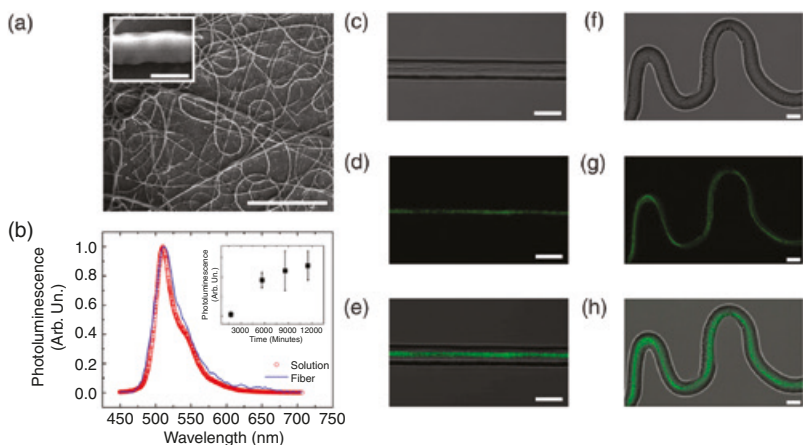 (a)
(b)
Photoluminescence
(Arb. Un.)
1.0
0.8
0.6
0.4
0.2
0.0
450 500 550 600 650 700 750
Wavelength (nm)
Solution
Fiber
Photoluminescence
(Arb. Un.)
3000 6000 9000 12000
Time (Minutes)
(c)
(d)
(e)
(f)
(g)
(h)